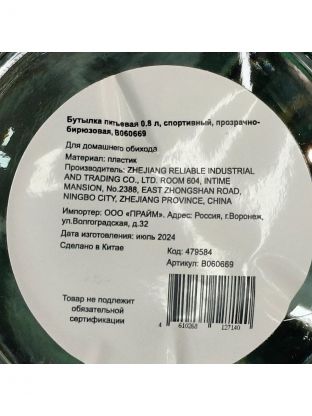 Бутылка питьевая 0,8 л, спортивный, прозрачно-
бирюзовая, B060669
Для домашнего обихода
Материал: пластик
Производитель: ZHEJIANG RELIABLE INDUSTRIAL
AND TRADING CO., LTD. ROOM 604, INTIME
MANSION, No.2388, EAST ZHONGSHAN ROAD,
NINGBO CITY, ZHEJIANG PROVINCE, CHINA
Импортер: ООО «ПРАЙМ». Адрес: Россия, г.Воронеж,
ул.Волгоградская, д.32
Дата изготовления: июль 2024
Сделано в Китае
Код: 479584
Артикул: B060669
Товар не подлежит
обязательной
сертификации
4 610268 127140